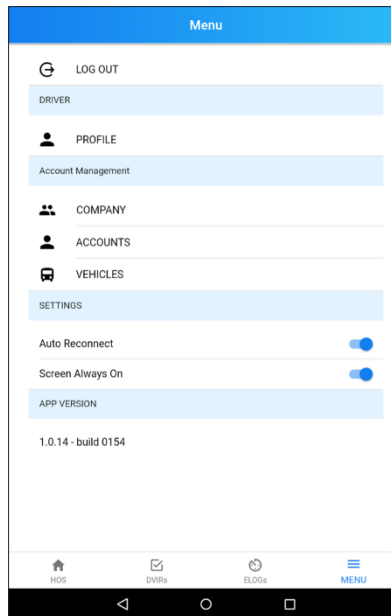 Menu
LOG OUT
DRIVER
PROFILE
Account Management
COMPANY
ACCOUNTS
VEHICLES
SETTINGS
Auto Reconnect
Screen Always On
APP VERSION
1.0.14 - build 0154
HOS DVIRs ELOGs MENU